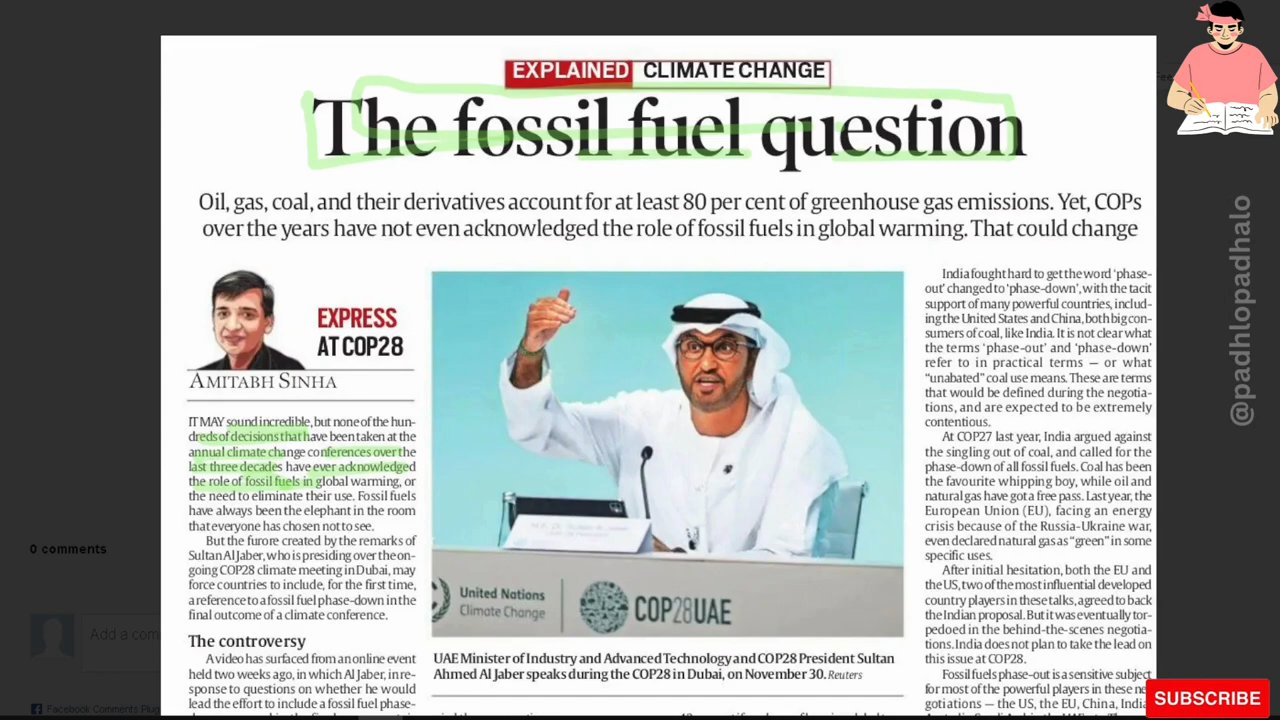 EXPLAINED CLIMATE CHANGE
The fossil fuel question
Oil, gas, coal, and their derivatives account for at least 80 per cent of greenhouse gas emissions. Yet, COPs
over the years have not even acknowledged the role of fossil fuels in global warming. That could change
EXPRESS
AT COP28
AMITABH SINHA
IT MAY sound incredible, but none of the hun-
dreds of decisions that have been taken at the
annual climate change conferences over the
last three decades have ever acknowledged
the role of fossil fuels in global warming, or
the need to eliminate their use. Fossil fuels
have always been the elephant in the room
that everyone has chosen not to see.
But the furore created by the remarks of
Sultan Al Jaber, who is presiding over the on-
going COP28 climate meeting in Dubai, may
force countries to include, for the first time,
a reference to a fossil fuel phase-down in the
final outcome of a climate conference.
The controversy
A video has surfaced from an online event
held two weeks ago, in which Al Jaber, in re-
sponse to questions on whether he would
lead the effort to include a fossil fuel phase-
United Nations
Climate Change
COP28UAE
UAE Minister of Industry and Advanced Technology and COP28 President Sultan
Ahmed Al Jaber speaks during the COP28 in Dubai, on November 30. Reuters
India fought hard to get the word ‘phase-
out’ changed to ‘phase-down’, with the tacit
support of many powerful countries, includ-
ing the United States and China, both big con-
sumers of coal, like India. It is not clear what
the terms ‘phase-out’ and ‘phase-down’
refer to in practical terms — or what
“unabated” coal use means. These are terms
that would be defined during the negotia-
tions, and are expected to be extremely
contentious.
At COP27 last year, India argued against
the singling out of coal, and called for the
phase-down of all fossil fuels. Coal has been
the favourite whipping boy, while oil and
natural gas have got a free pass. Last year, the
European Union (EU), facing an energy
crisis because of the Russia-Ukraine war,
even declared natural gas as “green” in some
specific uses.
After initial hesitation, both the EU and
the US, two of the most influential developed
country players in these talks, agreed to back
the Indian proposal. But it was eventually tor-
pedoed in the behind-the-scenes negotia-
tions. India does not plan to take the lead on
this issue at COP28.
Fossil fuels phase-out is a sensitive subject
for most of the powerful players in these ne
gotiations — the US, the EU, China, India
@padhlopadhalo
0 comments
Add a com
Facebook Comments Plug
SUBSCRIBE